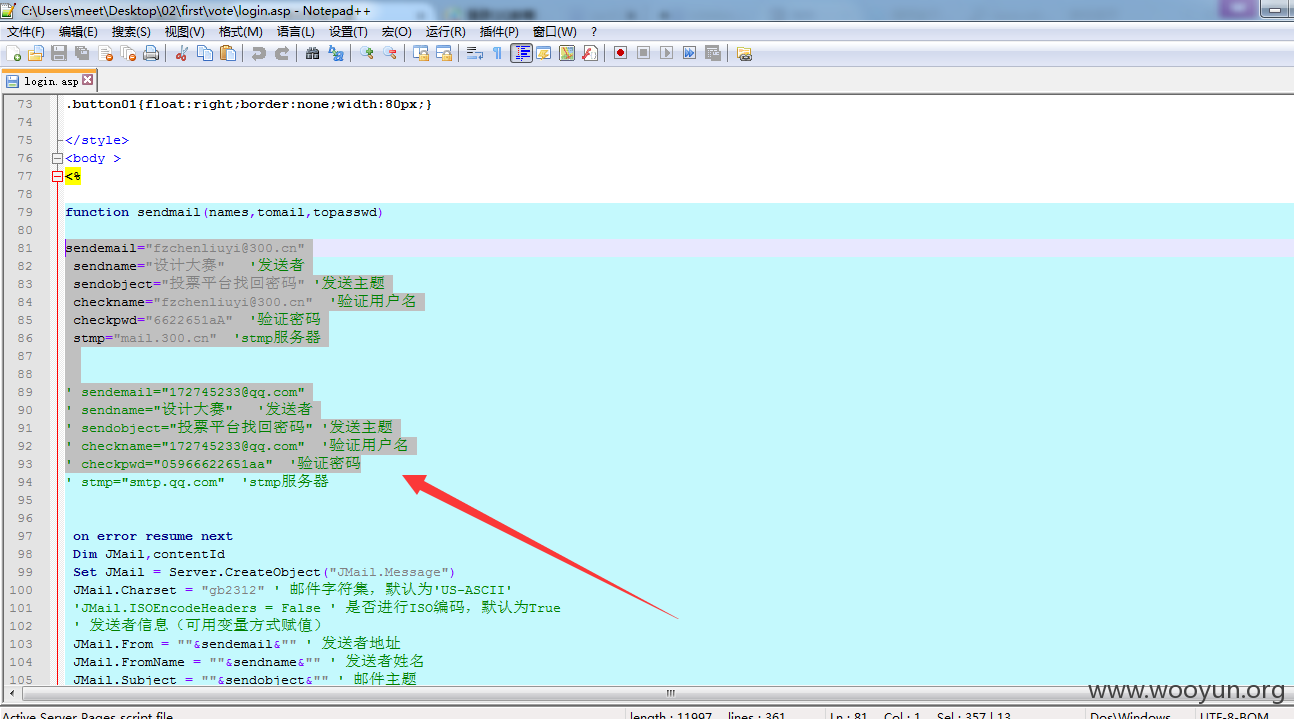 C:\Users\meet\Desktop\02\first\vote\login.asp - Notepad++
文件(F) 编辑(E) 搜索(S) 视图(V) 格式(M) 语言(L) 设置(T) 宏(O) 运行(R) 插件(P) 窗口(W) ?
login.asp
73 .button01{float:right;border:none;width:80px;}
74
75 </style>
76 <body >
77 <%
78
79 function sendmail(names,tomail,topasswd)
80
81 sendemail="fzchenliuyi@300.cn"
82 sendname="设计大赛" '发送者
83 sendobject="投票平台找回密码" '发送主题
84 checkname="fzchenliuyi@300.cn" '验证用户名
85 checkpwd="6622651aA" '验证密码
86 stmp="mail.300.cn" 'stmp服务器
87
88
89 ' sendemail="172745233@qq.com"
90 ' sendname="设计大赛" '发送者
91 ' sendobject="投票平台找回密码" '发送主题
92 ' checkname="172745233@qq.com" '验证用户名
93 ' checkpwd="05966622651aa" '验证密码
94 ' stmp="smtp.qq.com" 'stmp服务器
95
96
97 on error resume next
98 Dim JMail,contentId
99 Set JMail = Server.CreateObject("JMail.Message")
100 JMail.Charset = "gb2312" ' 邮件字符集，默认为'US-ASCII'
101 'JMail.ISOEncodeHeaders = False ' 是否进行ISO编码，默认为True
102 ' 发送者信息（可用变量方式赋值）
103 JMail.From = ""&sendemail&"" ' 发送者地址
104 JMail.FromName = ""&sendname&"" ' 发送者姓名
105 JMail.Subject = ""&sendobject&"" ' 邮件主题
www.wooyun.org
Active Server Pages script file length : 11997 lines : 361 Ln : 81 Col : 1 Sel : 357 | 13 Dos\Windows UTF-8-BOM